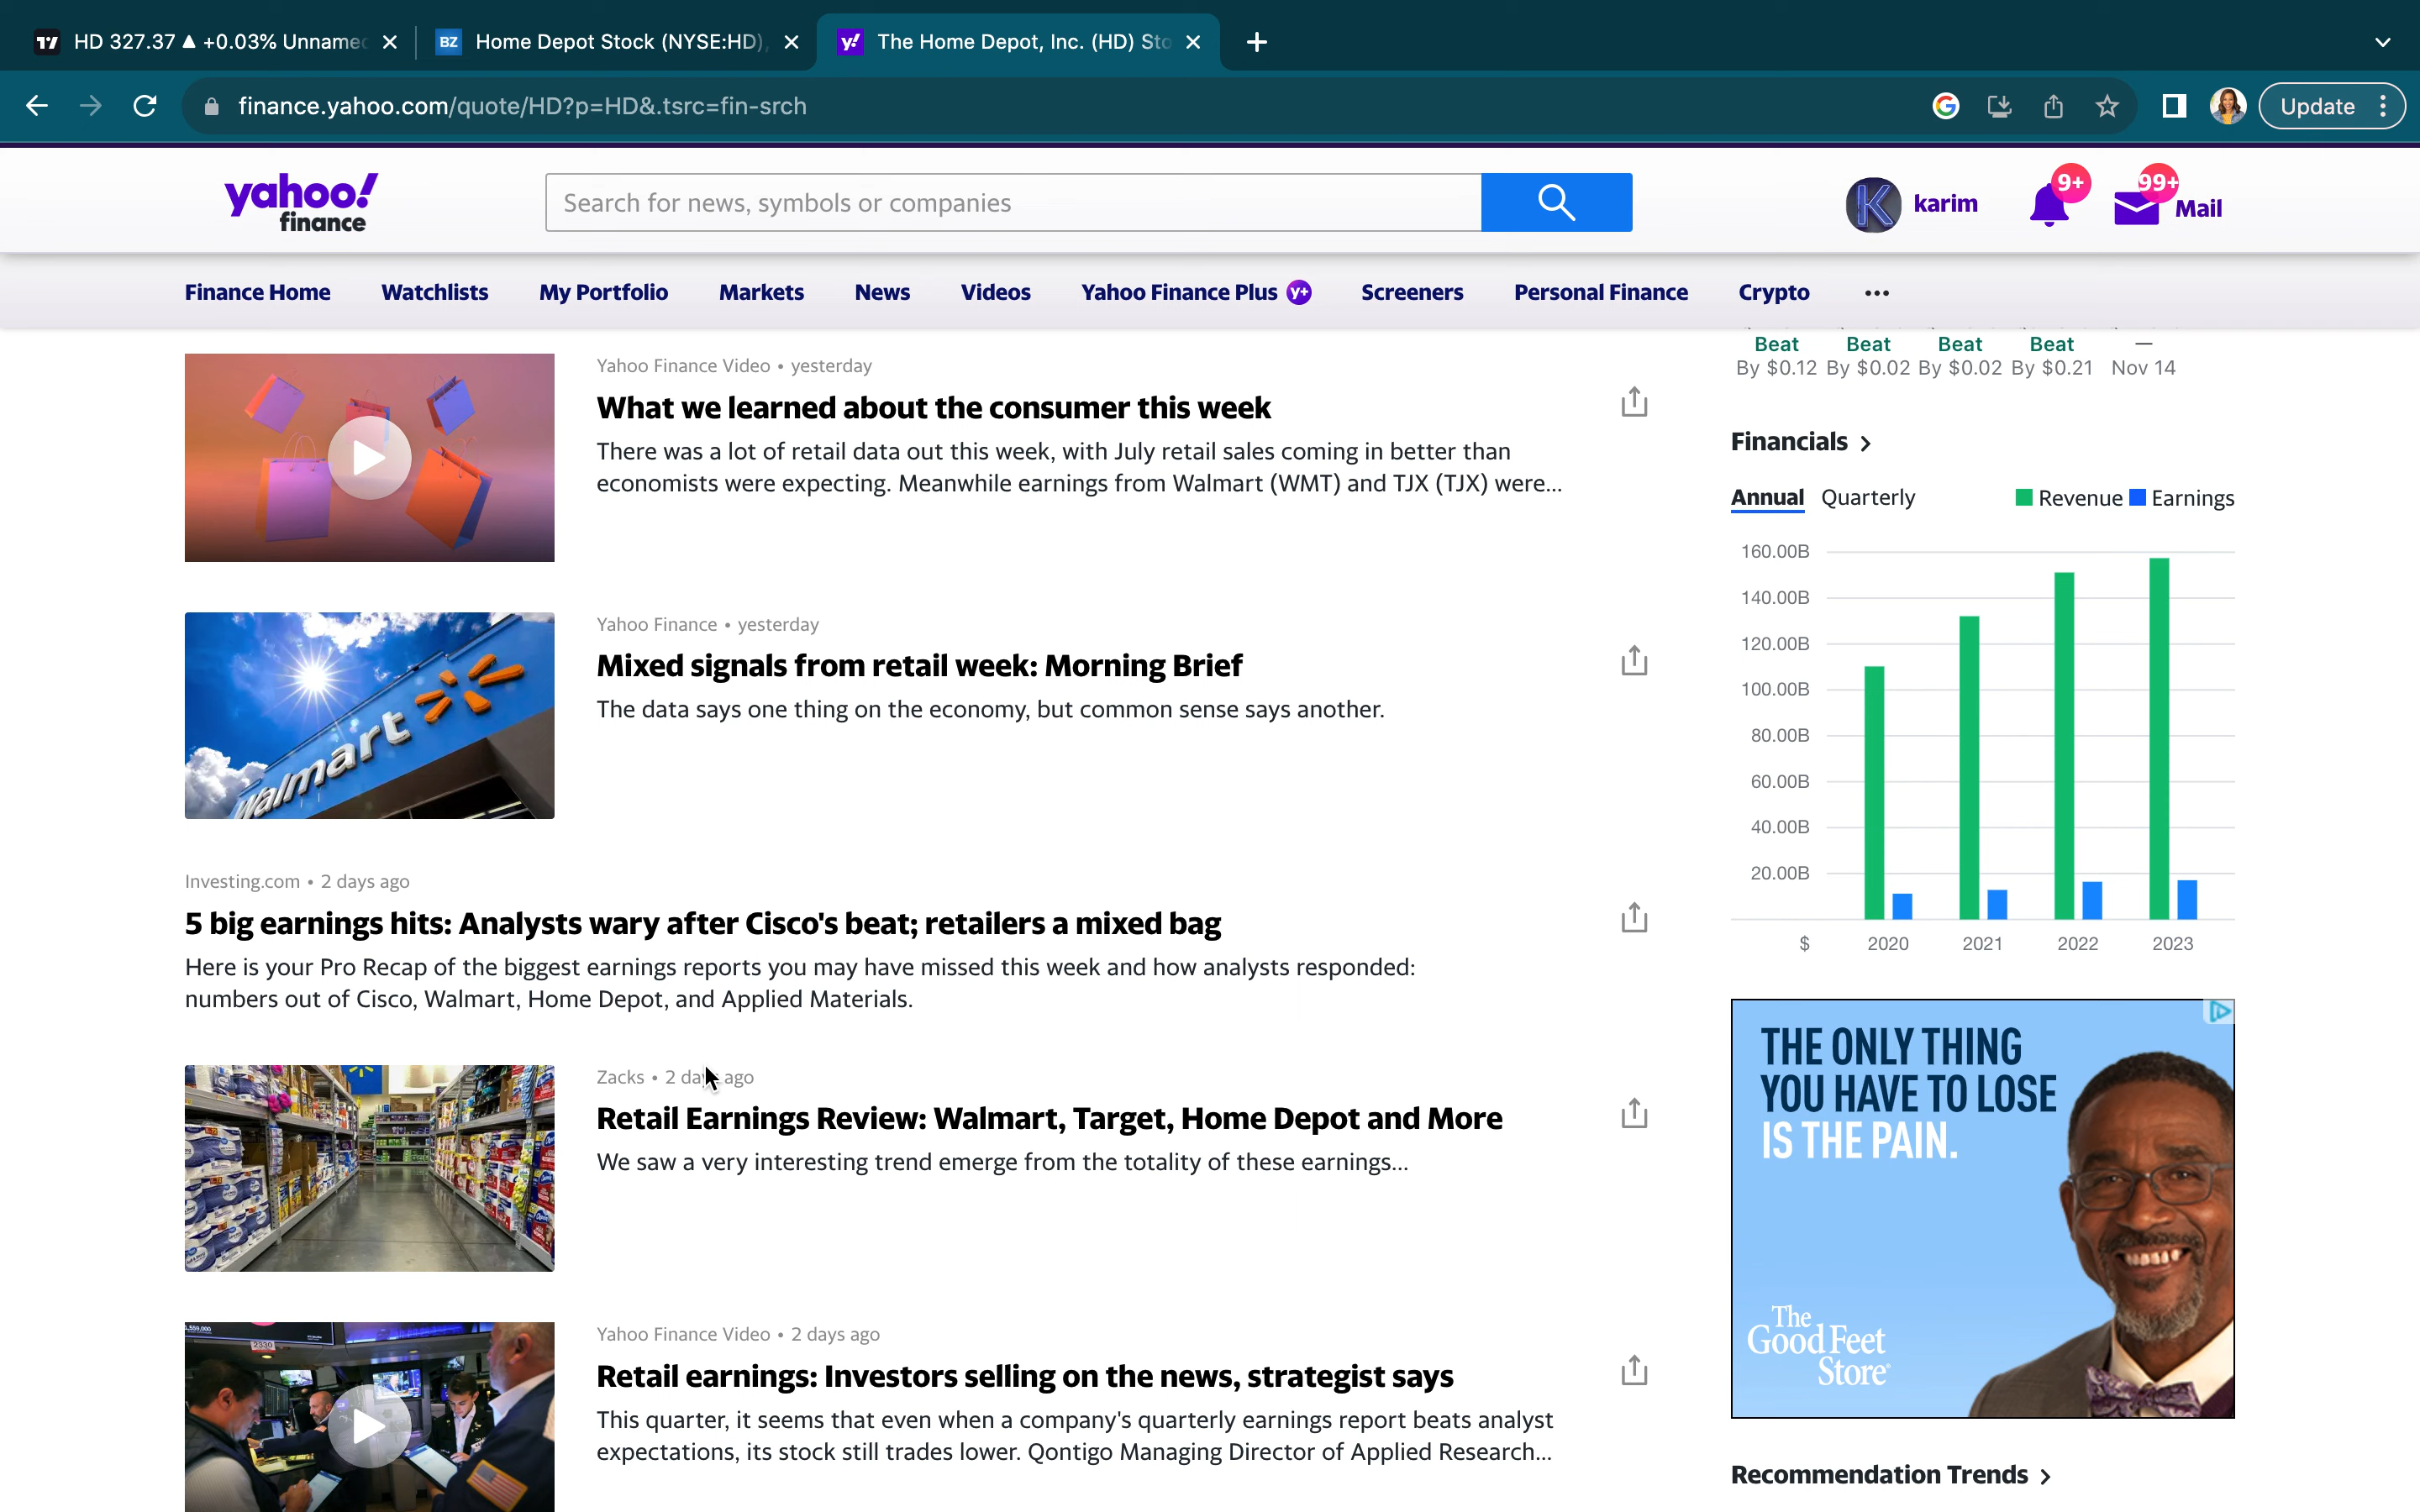 HD 327.37 ▲ +0.03% Unname
Home Depot Stock (NYSE:HD),
The Home Depot, Inc. (HD) Sto
finance.yahoo.com/quote/HD?p=HD&.tsrc=fin-srch
Update
yahoo!
finance
Search for news, symbols or companies
K
karim
9+
99+
Mail
Finance Home
Watchlists
My Portfolio
Markets
News
Videos
Yahoo Finance Plus y+
Screeners
Personal Finance
Crypto
...
Yahoo Finance Video • yesterday
What we learned about the consumer this week
There was a lot of retail data out this week, with July retail sales coming in better than
economists were expecting. Meanwhile earnings from Walmart (WMT) and TJX (TJX) were...
Walmart
Yahoo Finance • yesterday
Mixed signals from retail week: Morning Brief
The data says one thing on the economy, but common sense says another.
Investing.com • 2 days ago
5 big earnings hits: Analysts wary after Cisco's beat; retailers a mixed bag
Here is your Pro Recap of the biggest earnings reports you may have missed this week and how analysts responded:
numbers out of Cisco, Walmart, Home Depot, and Applied Materials.
Zacks • 2 days ago
Retail Earnings Review: Walmart, Target, Home Depot and More
We saw a very interesting trend emerge from the totality of these earnings...
Yahoo Finance Video • 2 days ago
Retail earnings: Investors selling on the news, strategist says
This quarter, it seems that even when a company's quarterly earnings report beats analyst
expectations, its stock still trades lower. Qontigo Managing Director of Applied Research...
Beat Beat Beat Beat —
By $0.12 By $0.02 By $0.02 By $0.21 Nov 14
Financials >
Annual Quarterly
Revenue Earnings
160.00B
140.00B
120.00B
100.00B
80.00B
60.00B
40.00B
20.00B
$ 2020 2021 2022 2023
THE ONLY THING
YOU HAVE TO LOSE
IS THE PAIN.
The
Good Feet
Store
Recommendation Trends >